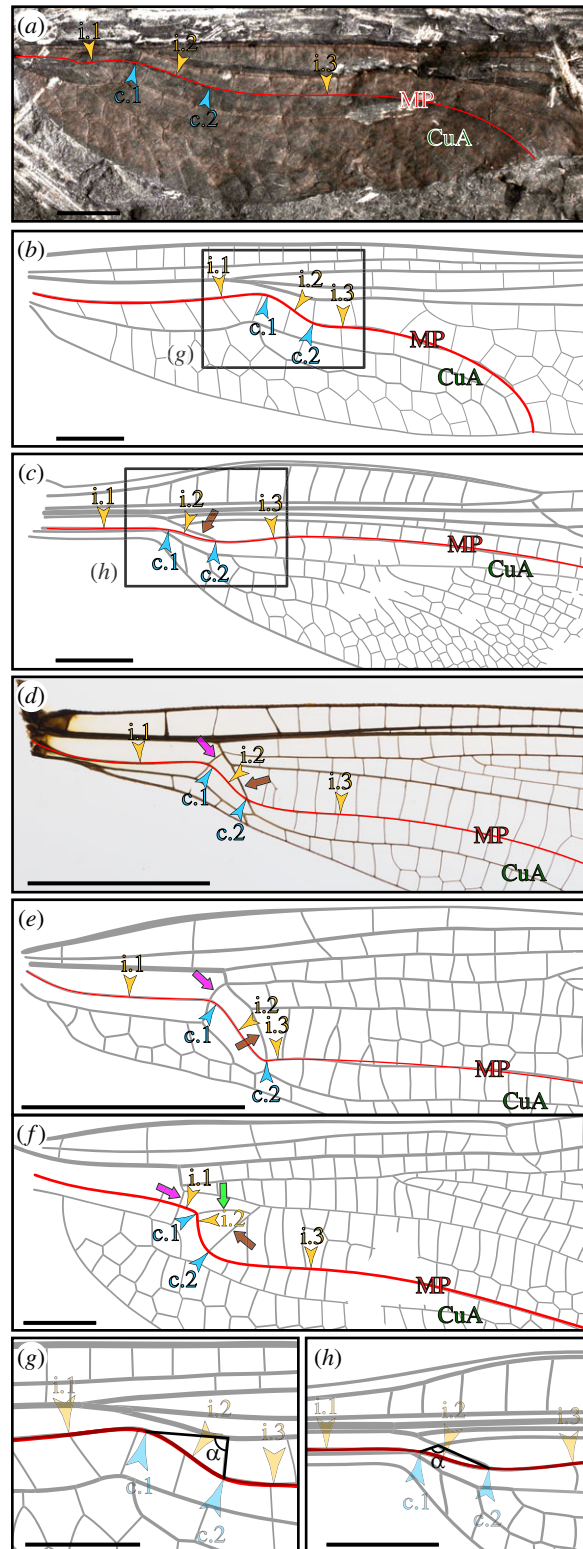 (a)
i.1
i.2
i.3
c.1
c.2
MP
CuA
(b)
i.1
i.2
i.3
c.1
c.2
MP
CuA
(g)
(c)
i.1
i.2
i.3
c.1
c.2
MP
CuA
(h)
(d)
i.1
i.2
i.3
c.1
c.2
MP
CuA
(e)
i.1
i.2
i.3
c.1
c.2
MP
CuA
(f)
i.1
i.2
i.3
c.1
c.2
MP
CuA
(g)
i.1
i.2
i.3
α
c.1
c.2
(h)
i.1
i.2
i.3
α
c.1
c.2